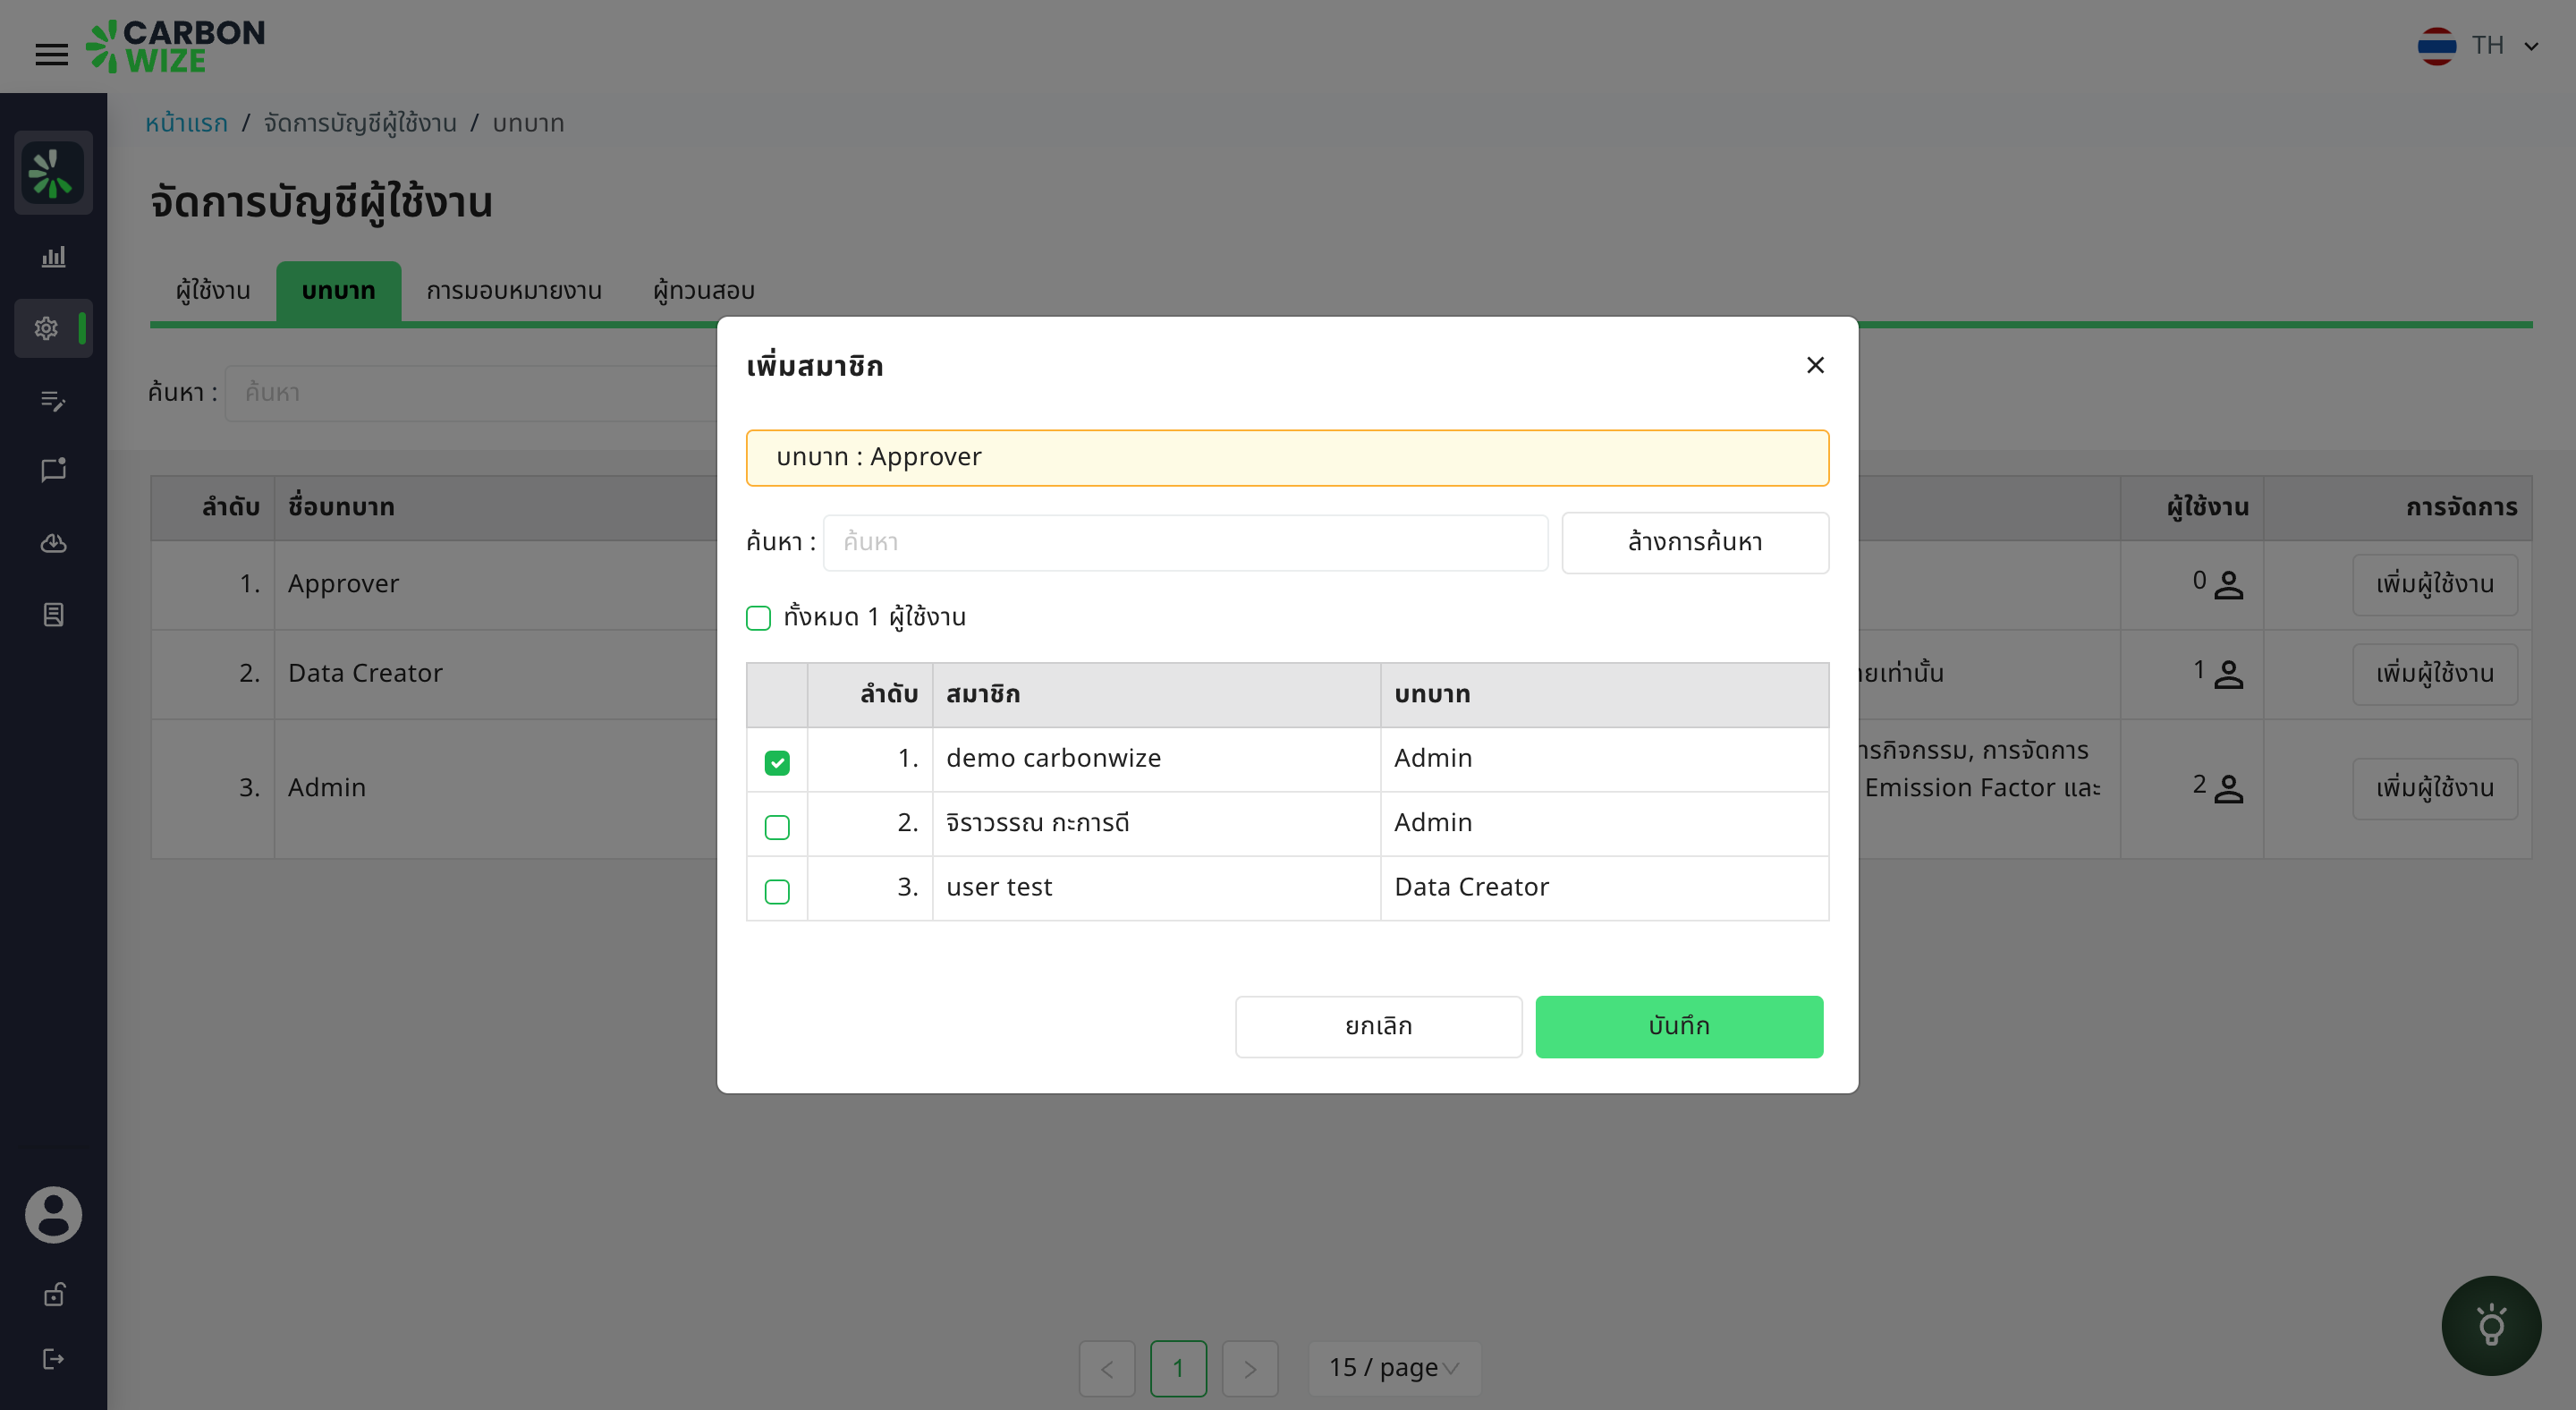 CARBON
WIZE
TH
หน้าแรก / จัดการบัญชีผู้ใช้งาน / บทบาท
จัดการบัญชีผู้ใช้งาน
ผู้ใช้งาน บทบาท การมอบหมายงาน ผู้ทวนสอบ
ค้นหา : ค้นหา
ลำดับ ชื่อบทบาท ผู้ใช้งาน การจัดการ
1. Approver 0 เพิ่มผู้ใช้งาน
2. Data Creator ยเท่านั้น 1 เพิ่มผู้ใช้งาน
3. Admin รกิจกรรม, การจัดการ
Emission Factor และ 2 เพิ่มผู้ใช้งาน
เพิ่มสมาชิก
บทบาท : Approver
ค้นหา : ค้นหา ล้างการค้นหา
ทั้งหมด 1 ผู้ใช้งาน
ลำดับ สมาชิก บทบาท
1. demo carbonwize Admin
2. จิราวรรณ กะการดี Admin
3. user test Data Creator
ยกเลิก บันทึก
1 15 / page